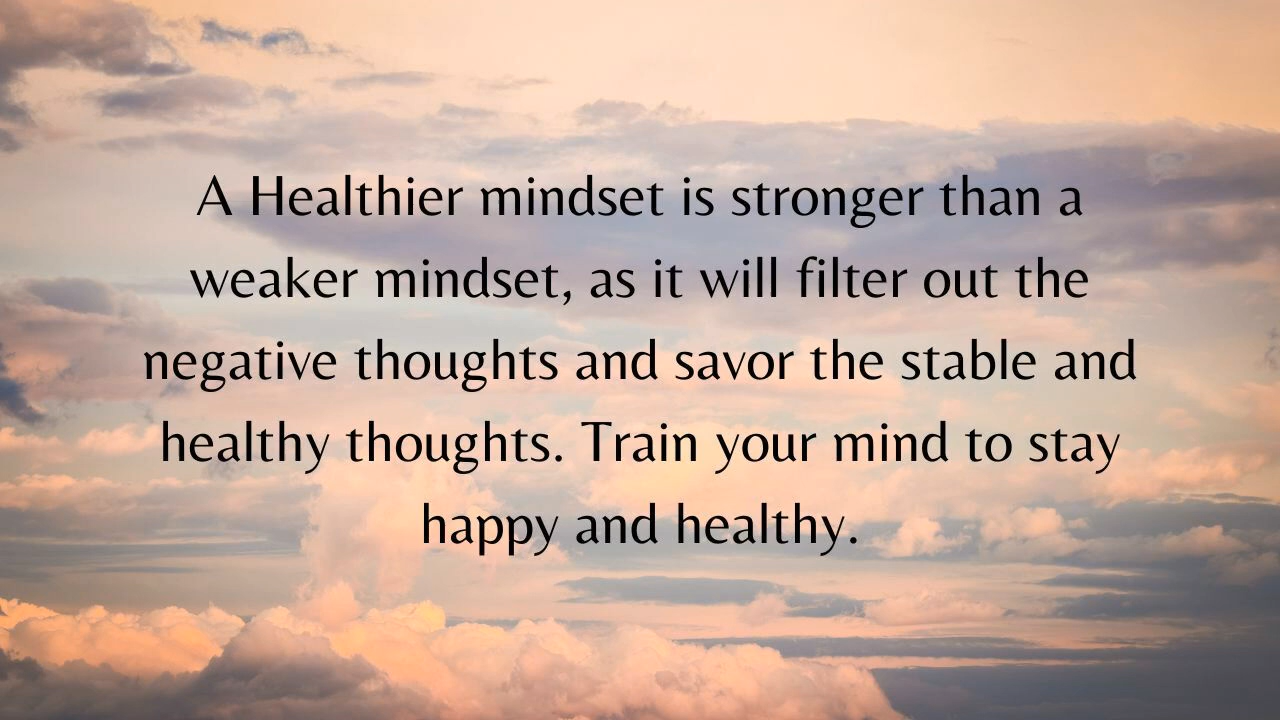 A Healthier mindset is stronger than a
weaker mindset, as it will filter out the
negative thoughts and savor the stable and
healthy thoughts. Train your mind to stay
happy and healthy.